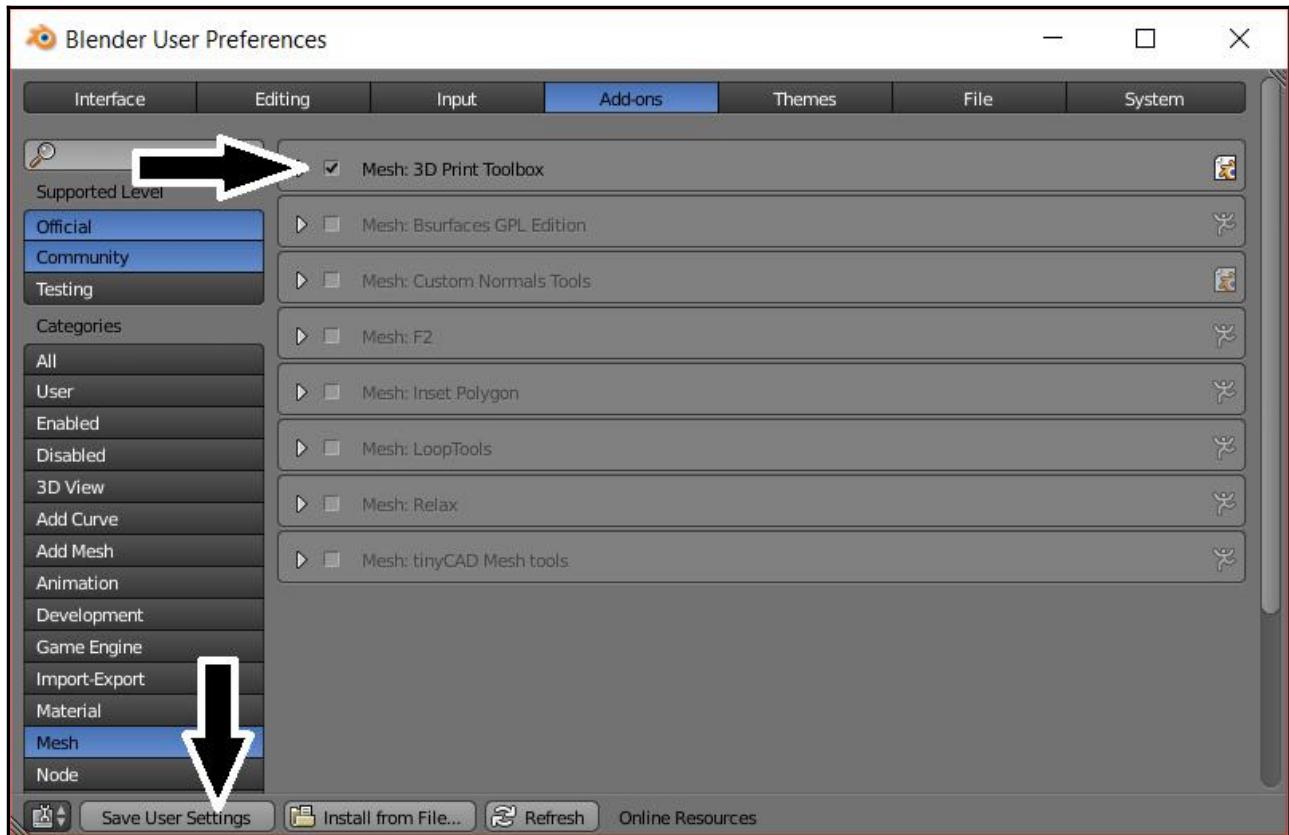 Blender User Preferences
Interface Editing Input Add-ons Themes File System
Mesh: 3D Print Toolbox
Supported Level
Official
Mesh: Bsurfaces GPL Edition
Community
Mesh: Custom Normals Tools
Testing
Categories
Mesh: F2
All
User
Mesh: Inset Polygon
Enabled
Disabled
Mesh: LoopTools
3D View
Mesh: Relax
Add Curve
Add Mesh
Mesh: tinyCAD Mesh tools
Animation
Development
Game Engine
Import-Export
Material
Mesh
Node
Save User Settings Install from File... Refresh Online Resources